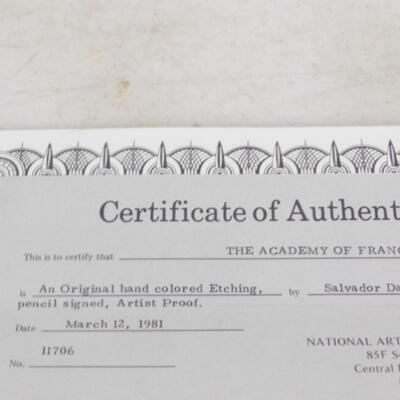 Certificate of Authent
This is to certify that THE ACADEMY OF FRANC
is An Original hand colored Etching, by Salvador Da
pencil signed, Artist Proof.
Date March 12, 1981
NATIONAL ART
11706
85F S
No.
Central